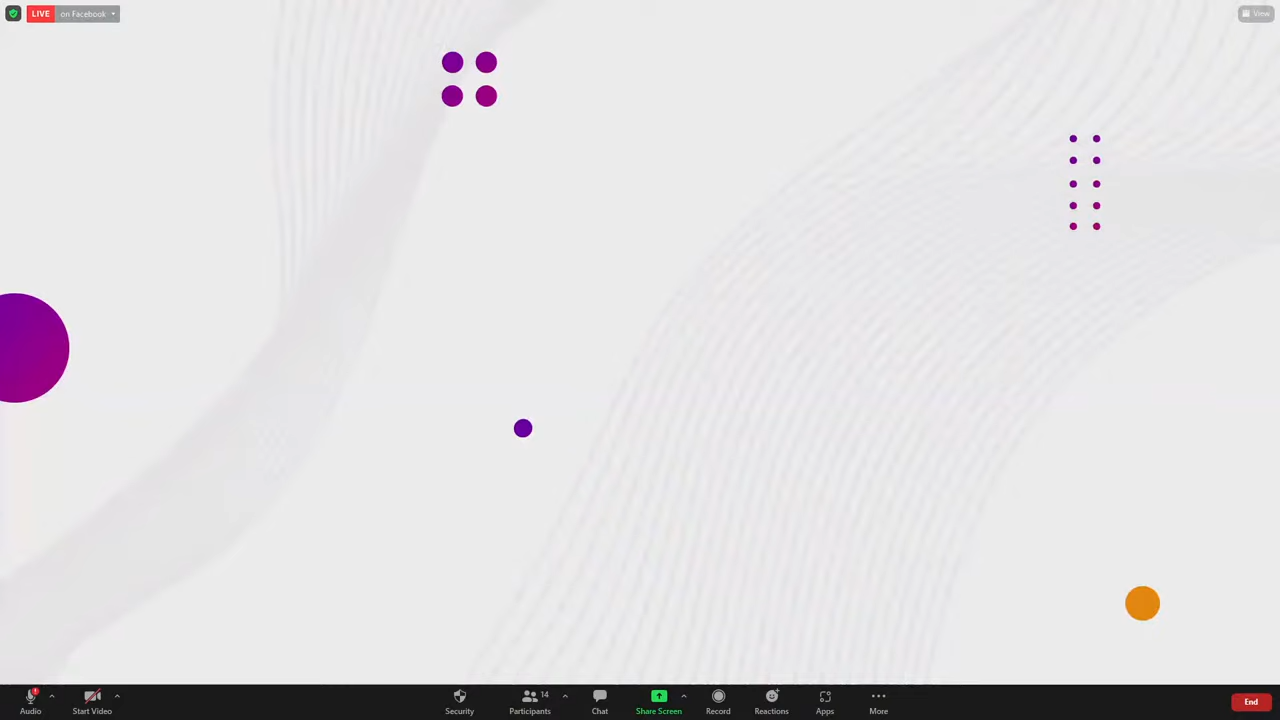 LIVE on Facebook
View
14
Audio
Start Video
Security
Participants
Chat
Share Screen
Record
Reactions
Apps
More
End